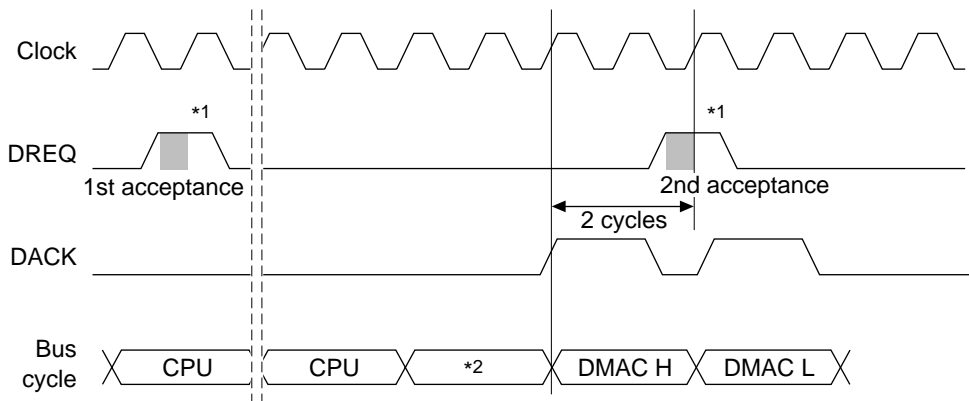 Clock
*1
*1
DREQ
1st acceptance
2nd acceptance
2 cycles
DACK
Bus
cycle
CPU
CPU
*2
DMAC H
DMAC L